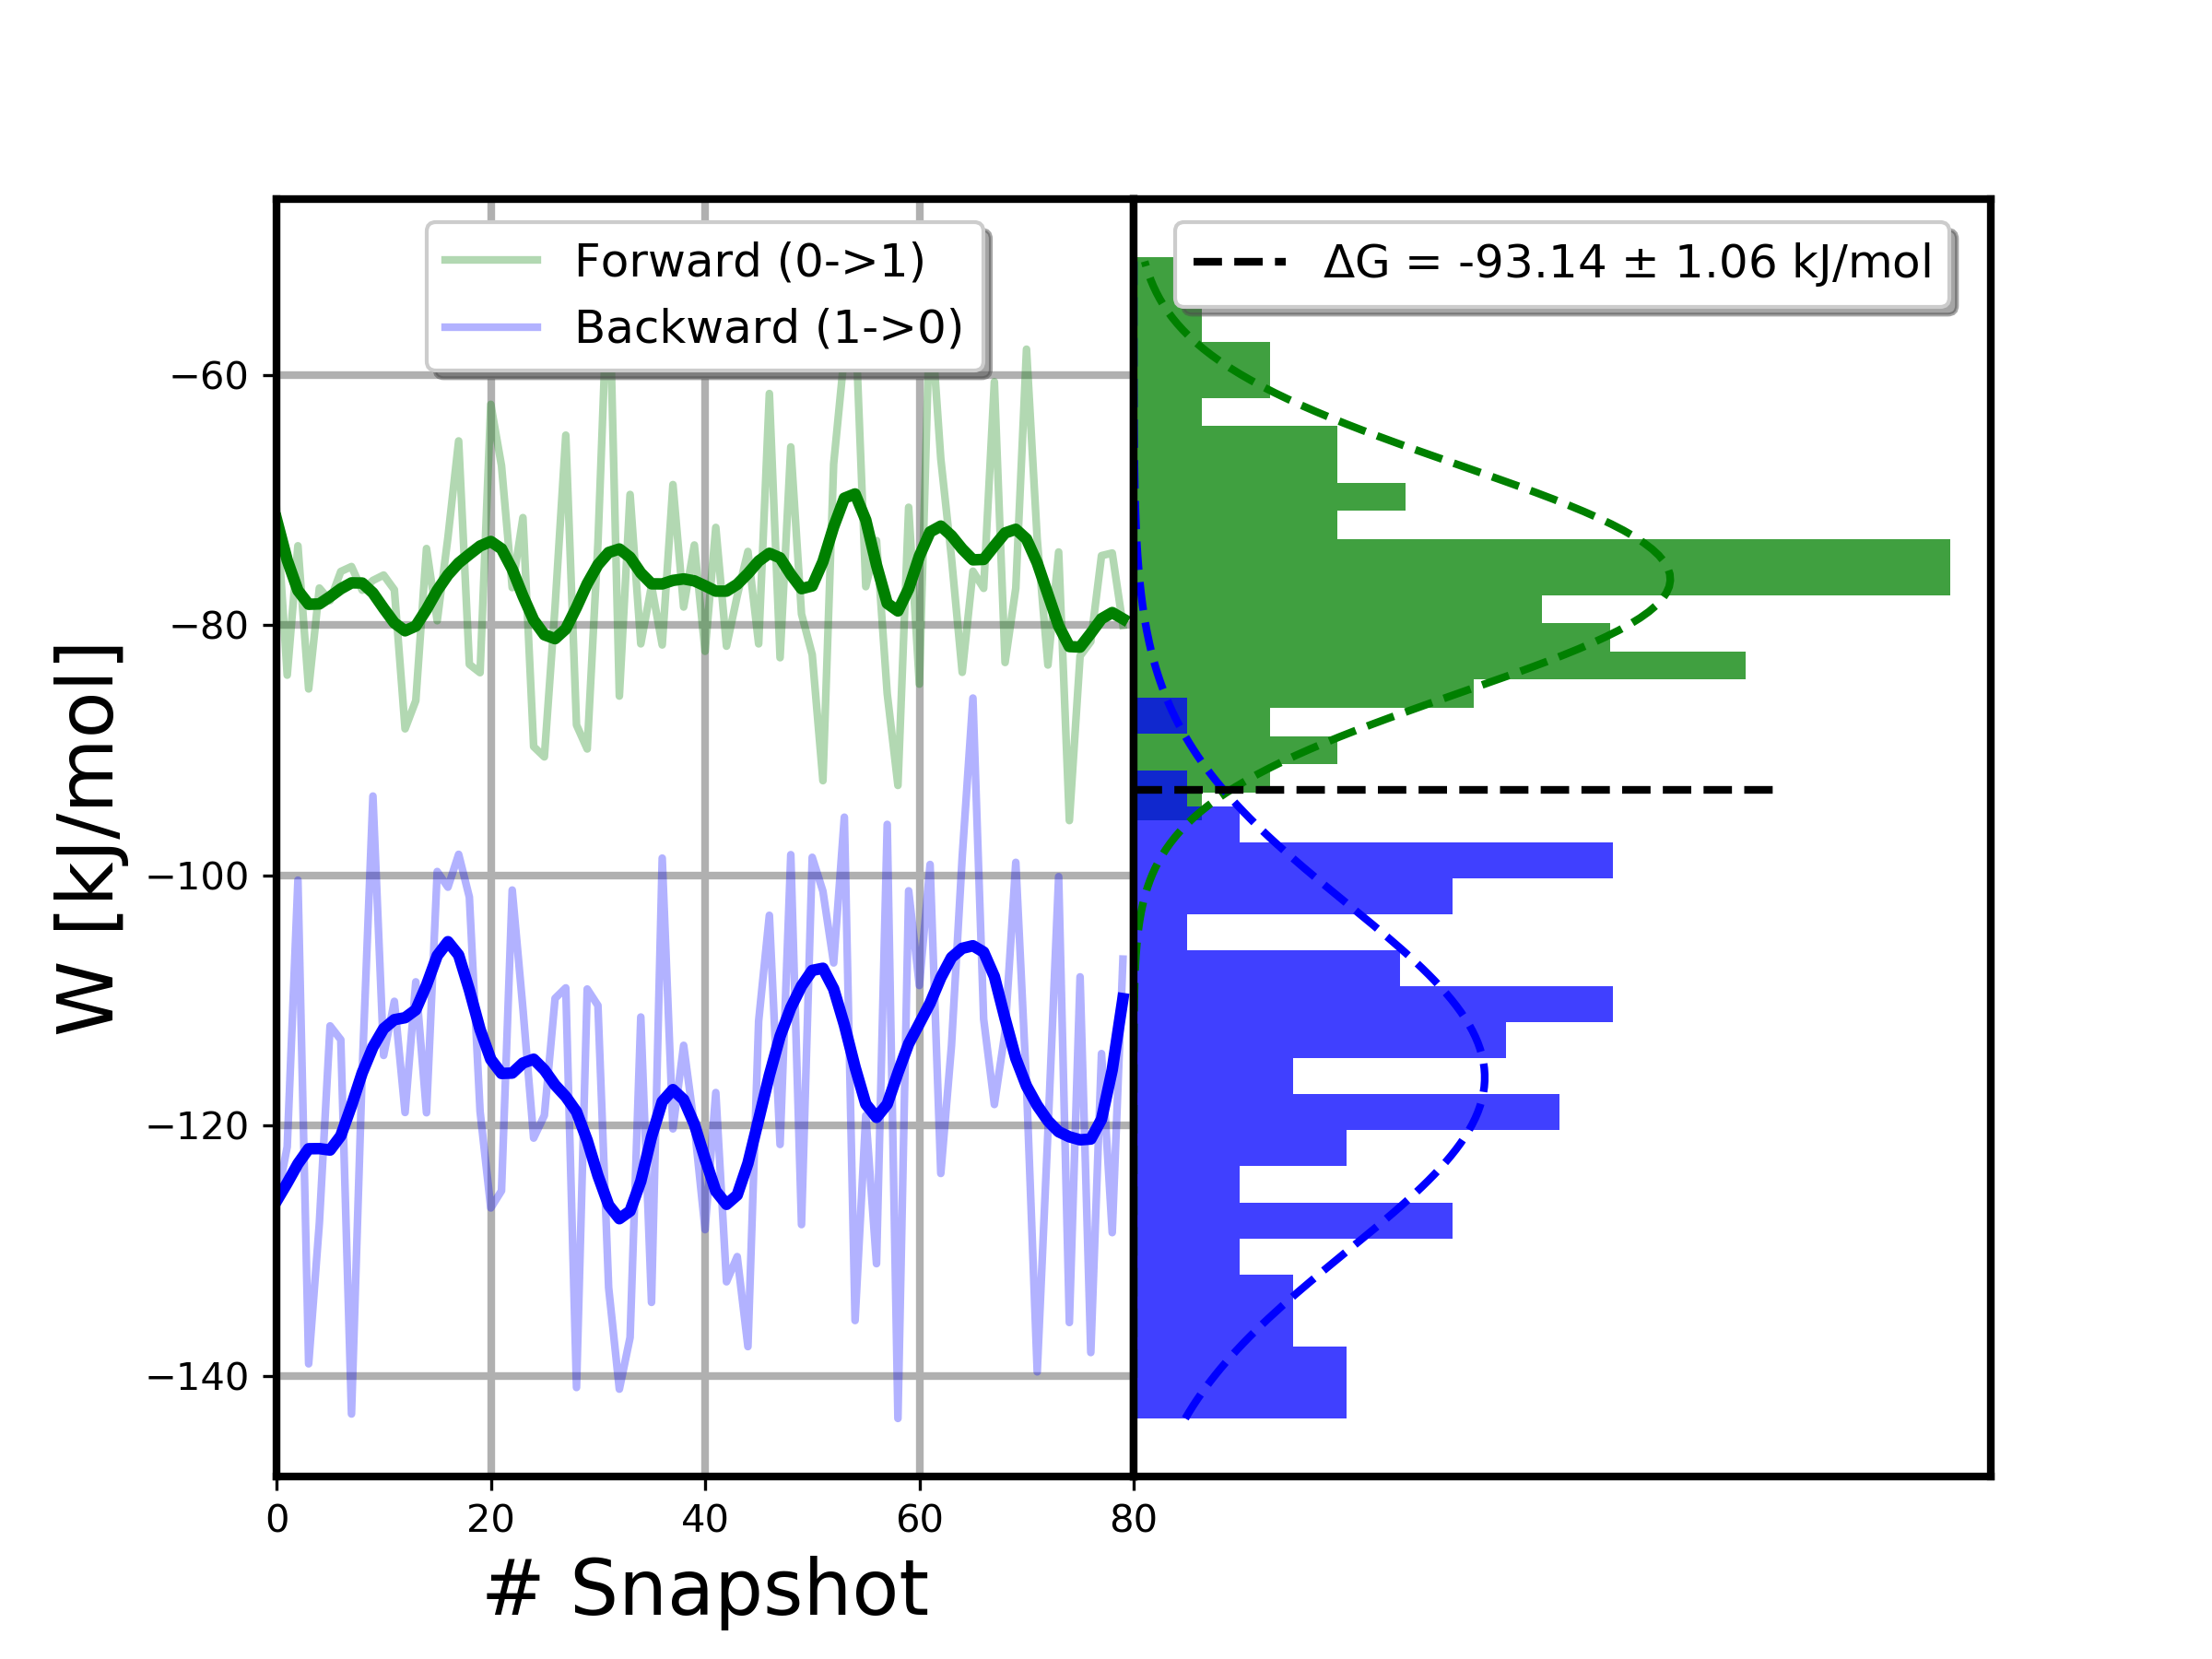 Forward (0->1)
Backward (1->0)
ΔG = -93.14 ± 1.06 kJ/mol
W [kJ/mol]
−60
−80
−100
−120
−140
0 20 40 60 80
# Snapshot